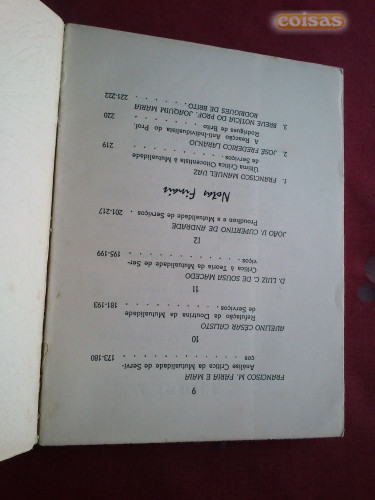 coisas
9
FRANCISCO M. FARIA E MAIA
Análise Crítica da Mutualidade de Servi-
ços . . . . . . . . . . . 173-180
10
AVELINO CÉSAR CALISTO
Refutação da Doutrina da Mutualidade
de Serviços . . . . . . . . 181-193
11
D. LUIZ C. DE SOUSA MACEDO
Crítica à Teoria da Mutualidade de Ser-
viços . . . . . . . . . . . 195-199
12
JOÃO U. CUPERTINO DE ANDRADE
Proudhon e a Mutualidade de Serviços . 201-217
Notas Finais
1. FRANCISCO MANUEL LUIZ
Última Crítica Oitocentista à Mutualidade
de Serviços . . . . . . . . 219
2. JOSÉ FREDERICO LARANJO
A Reacção Anti-Individualista do Prof.
Rodrigues de Brito . . . . . . 220
3. BREVE NOTÍCIA DO PROF. JOAQUIM MARIA
RODRIGUES DE BRITO . . . . . 221-222